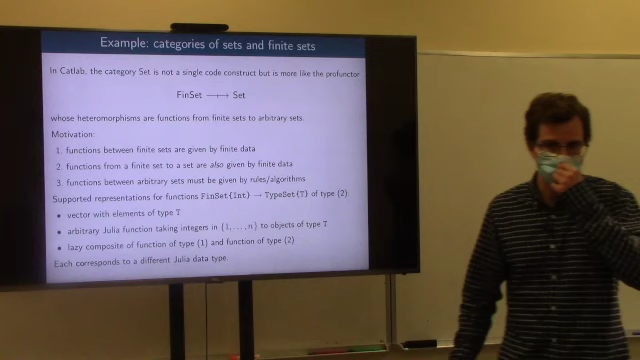 Example: categories of sets and finite sets
In Catlab, the category Set is not a single code construct but is more like the profunctor
FinSet ⟶ Set
whose heteromorphisms are functions from finite sets to arbitrary sets.
Motivation:
1. functions between finite sets are given by finite data
2. functions from a finite set to a set are also given by finite data
3. functions between arbitrary sets must be given by rules/algorithms
Supported representations for functions FinSet{Int} → TypeSet{T} of type (2)
• vector with elements of type T
• arbitrary Julia function taking integers in {1,...,n} to objects of type T
• lazy composite of function of type (1) and function of type (2)
Each corresponds to a different Julia data type.